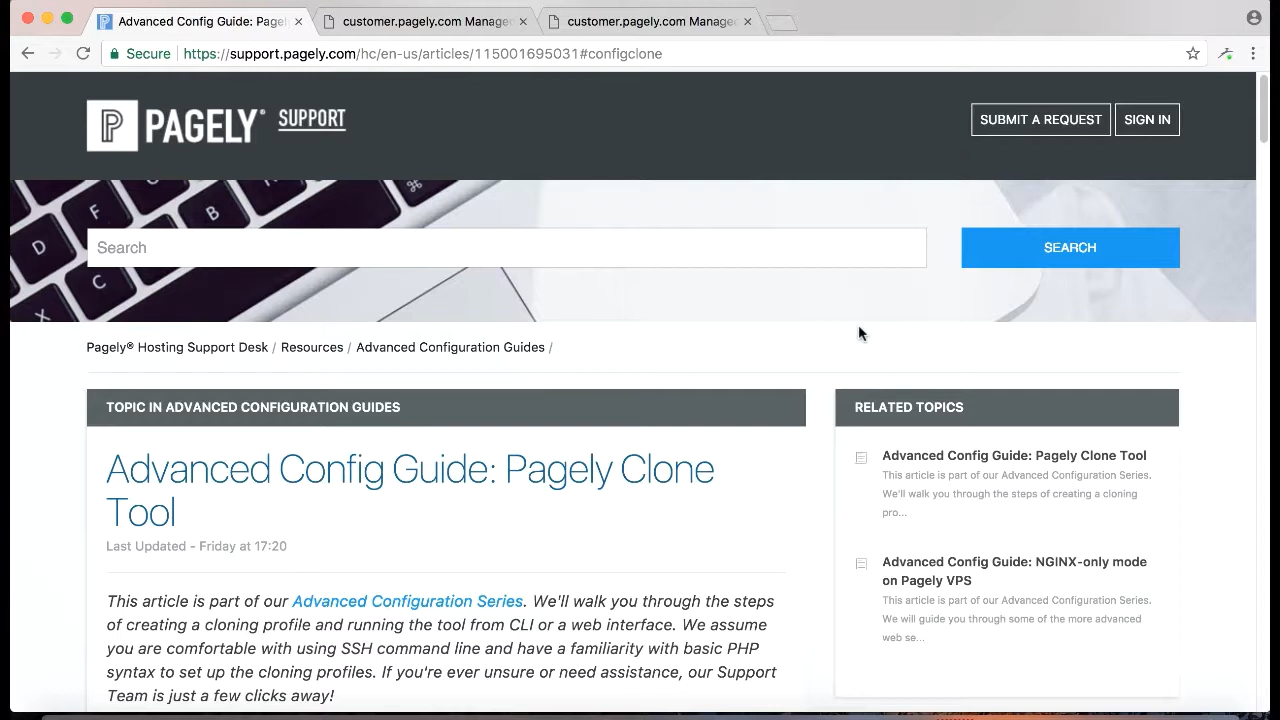 Advanced Config Guide: Pagely
customer.pagely.com Manage
customer.pagely.com Manage
Secure https://support.pagely.com/hc/en-us/articles/115001695031#configclone
PAGELY® SUPPORT
SUBMIT A REQUEST SIGN IN
F
B
D
C
X
Search
SEARCH
Pagely® Hosting Support Desk / Resources / Advanced Configuration Guides /
TOPIC IN ADVANCED CONFIGURATION GUIDES
Advanced Config Guide: Pagely Clone
Tool
Last Updated - Friday at 17:20
This article is part of our Advanced Configuration Series. We'll walk you through the steps
of creating a cloning profile and running the tool from CLI or a web interface. We assume
you are comfortable with using SSH command line and have a familiarity with basic PHP
syntax to set up the cloning profiles. If you're ever unsure or need assistance, our Support
Team is just a few clicks away!
RELATED TOPICS
Advanced Config Guide: Pagely Clone Tool
This article is part of our Advanced Configuration Series.
We'll walk you through the steps of creating a cloning
pro...
Advanced Config Guide: NGINX-only mode
on Pagely VPS
This article is part of our Advanced Configuration Series.
We will guide you through some of the more advanced
web se...